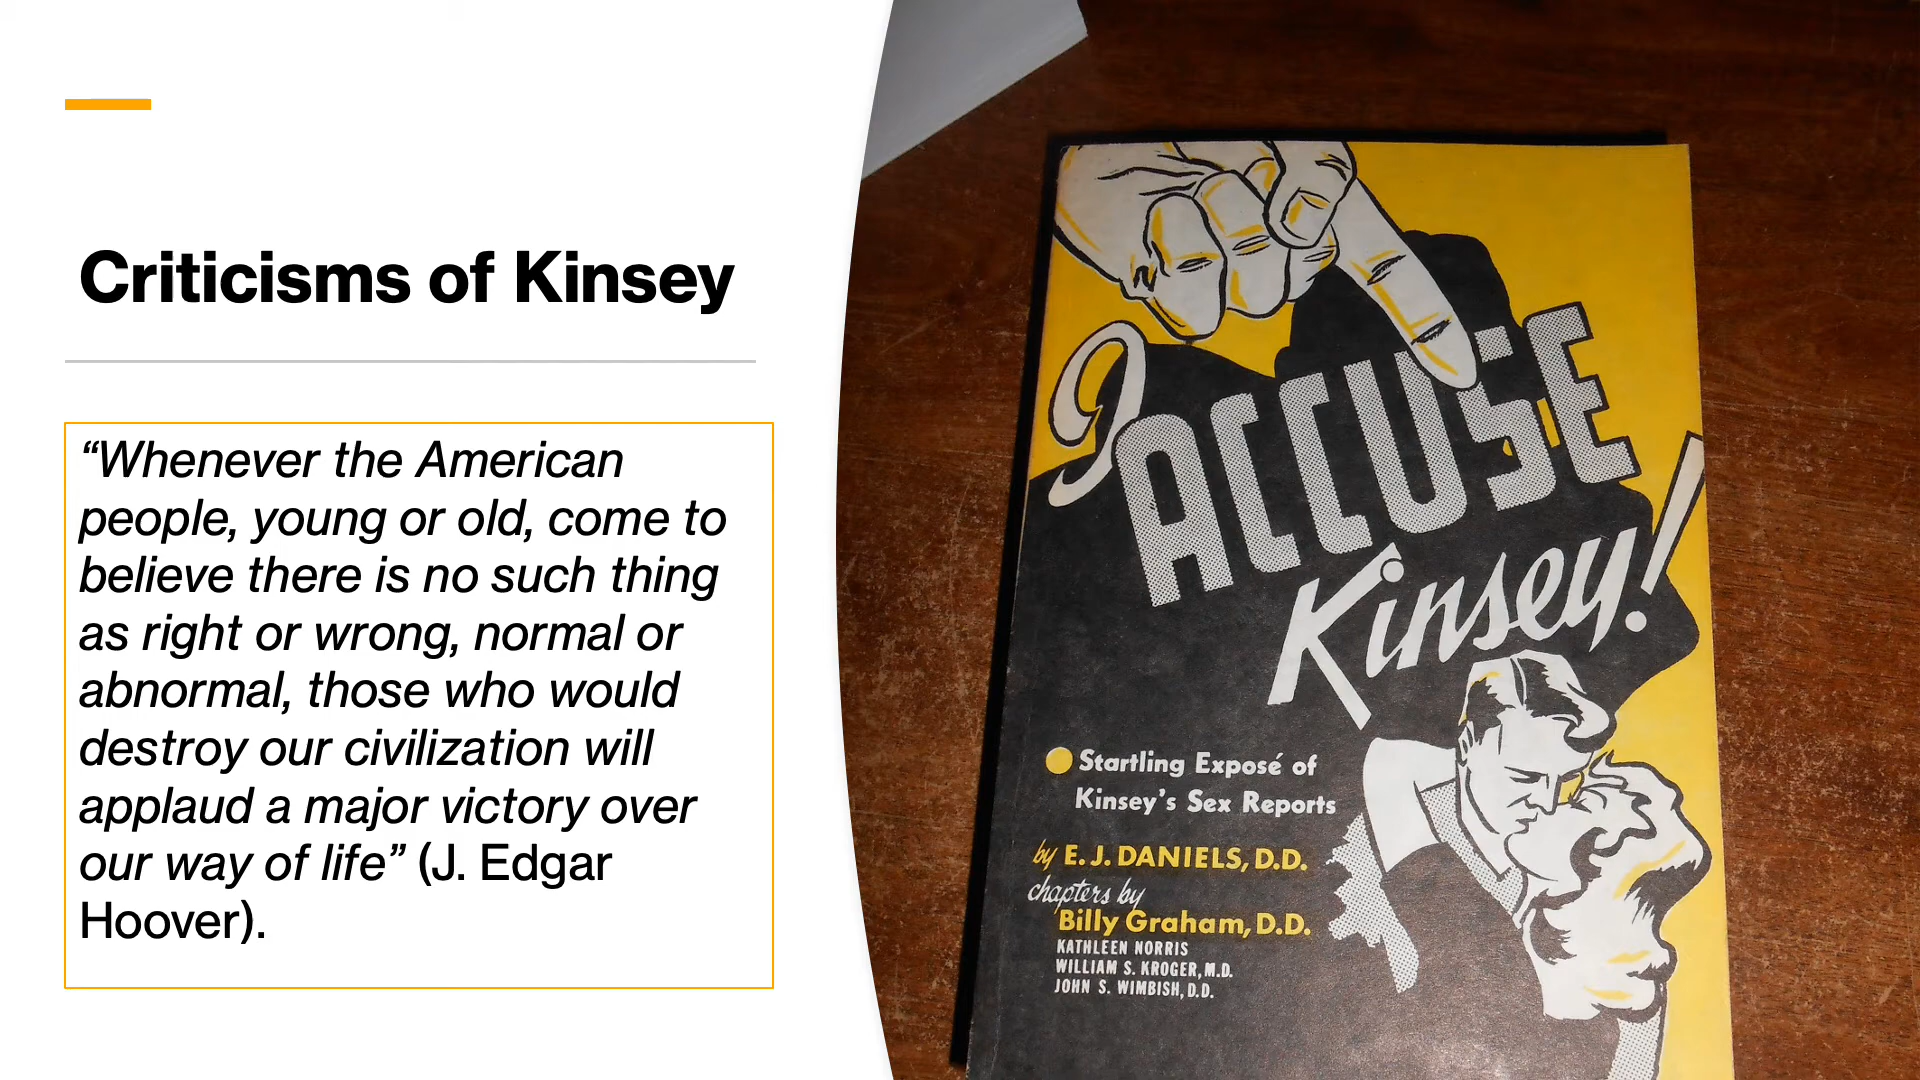 Criticisms of Kinsey
“Whenever the American
people, young or old, come to
believe there is no such thing
as right or wrong, normal or
abnormal, those who would
destroy our civilization will
applaud a major victory over
our way of life” (J. Edgar
Hoover).
I
ACCUSE
Kinsey!
Startling Exposé of
Kinsey's Sex Reports
by E. J. DANIELS, D.D.
chapters by
Billy Graham, D.D.
KATHLEEN NORRIS
WILLIAM S. KROGER, M.D.
JOHN S. WIMBISH, D.D.